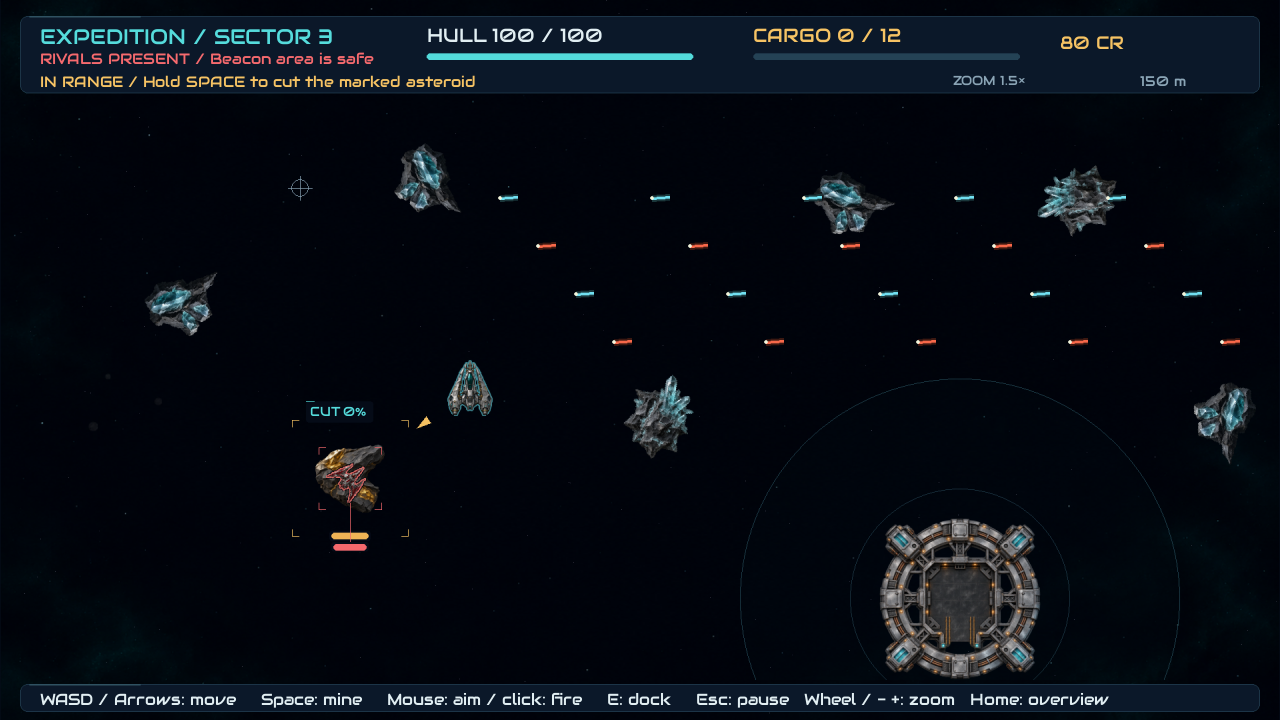 EXPEDITION / SECTOR 3
RIVALS PRESENT / Beacon area is safe
IN RANGE / Hold SPACE to cut the marked asteroid
HULL 100 / 100
CARGO 0 / 12
80 CR
ZOOM 1.5×
150 m
CUT 0%
WASD / Arrows: move Space: mine Mouse: aim / click: fire E: dock Esc: pause Wheel / - +: zoom Home: overview